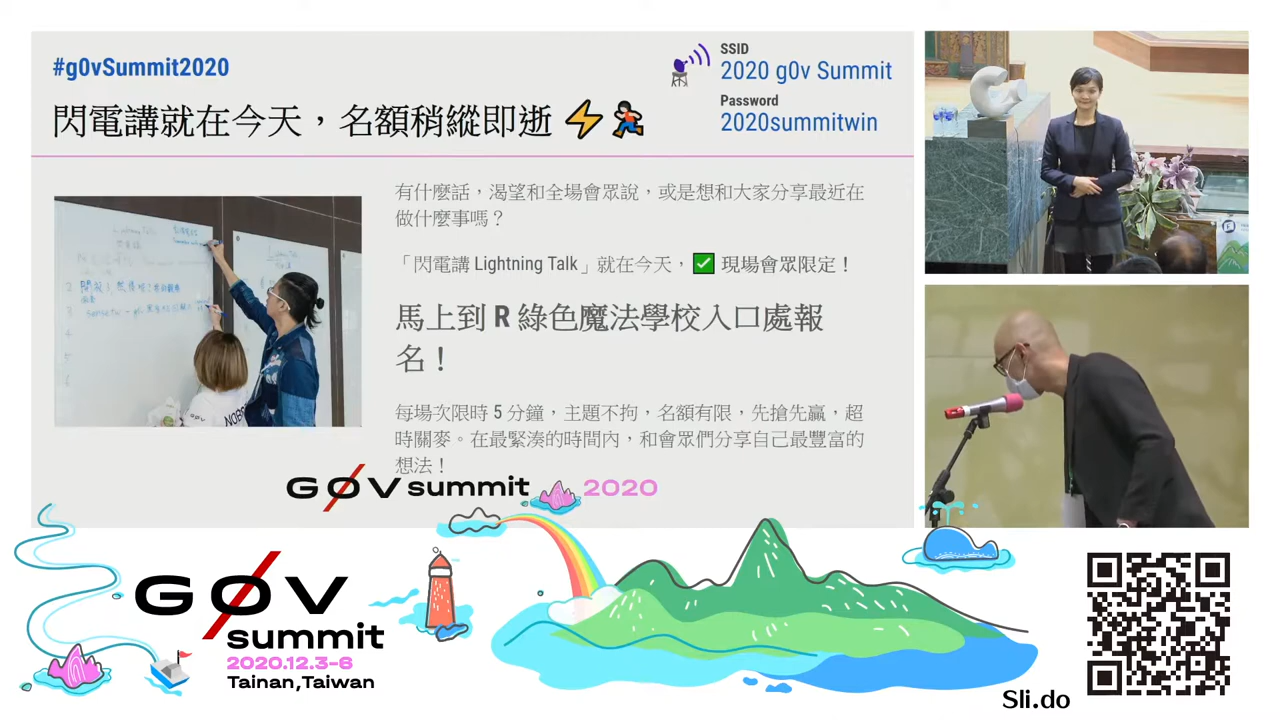 #g0vSummit2020
SSID
2020 g0v Summit
Password
2020summitwin
閃電講就在今天，名額稍縱即逝 ⚡🏃
有什麼話，渴望和全場會眾說，或是想和大家分享最近在
做什麼事嗎？
「閃電講 Lightning Talk」就在今天，✅ 現場會眾限定！
馬上到 R 綠色魔法學校入口處報
名！
每場次限時 5 分鐘，主題不拘，名額有限，先搶先贏，超
時關麥。在最緊湊的時間內，和會眾們分享自己最豐富的
想法！
Lightning Talk
閃電講
GØV summit 2020
GØV
summit
2020.12.3-6
Tainan,Taiwan
Sli.do